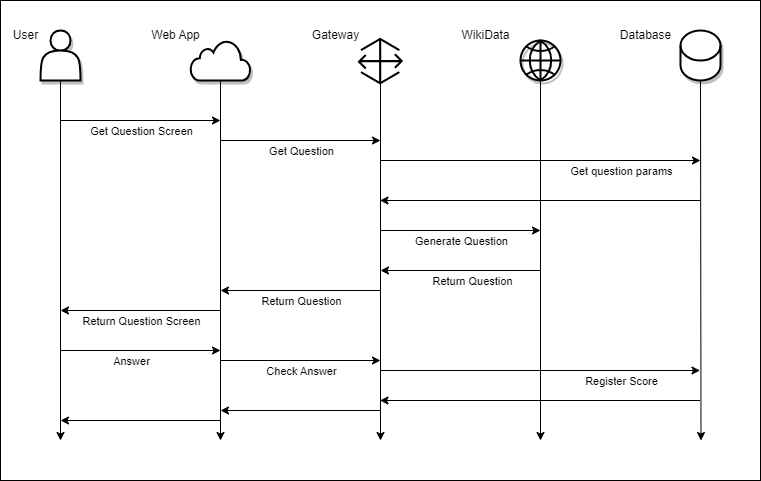 User
Web App
Gateway
WikiData
Database
Get Question Screen
Get Question
Get question params
Generate Question
Return Question
Return Question
Return Question Screen
Answer
Check Answer
Register Score